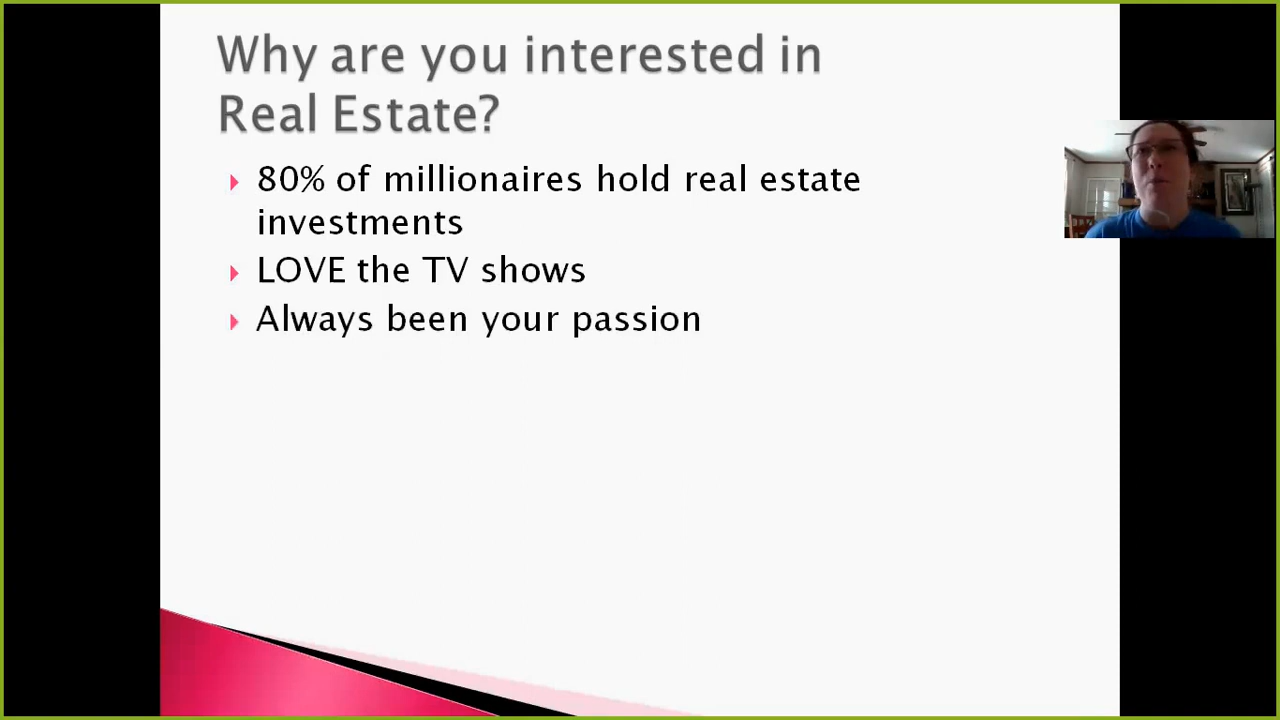 Why are you interested in
Real Estate?
80% of millionaires hold real estate
investments
LOVE the TV shows
Always been your passion